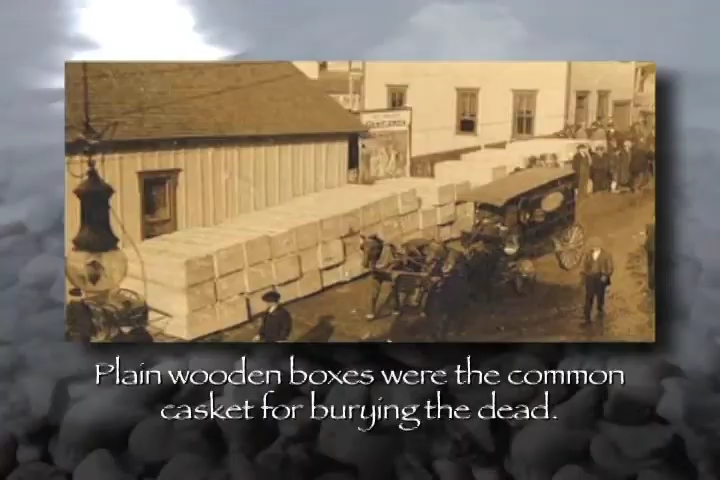 Plain wooden boxes were the common
casket for burying the dead.